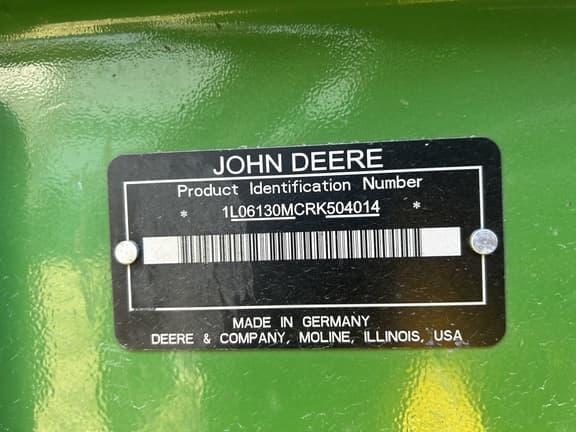 JOHN DEERE
Product Identification Number
* 1L06130MCRK504014 *
MADE IN GERMANY
DEERE & COMPANY, MOLINE, ILLINOIS, USA